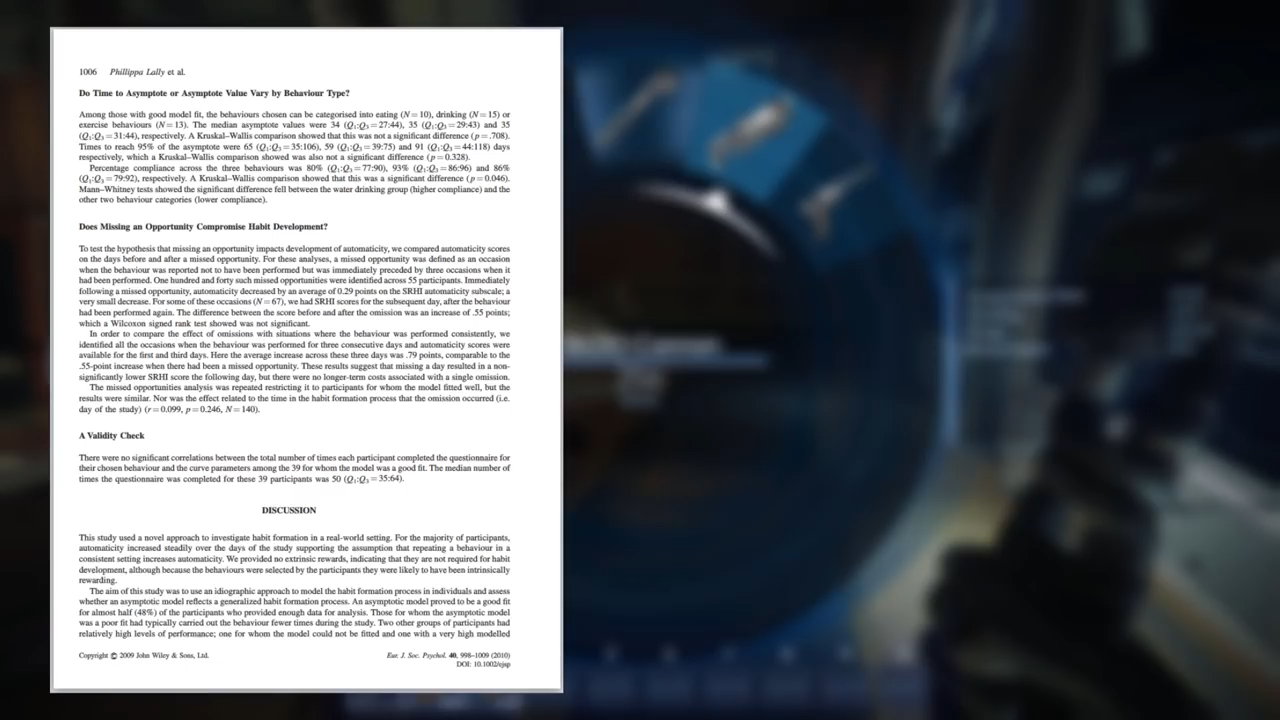 1006 Phillippa Lally et al.
Do Time to Asymptote or Asymptote Value Vary by Behaviour Type?
Among those with good model fit, the behaviours chosen can be categorised into eating (N = 10), drinking (N = 15) or
exercise behaviours (N = 13). The median asymptote values were 34 (Q₁:Q₃ = 27:44), 35 (Q₁:Q₃ = 29:43) and 35
(Q₁:Q₃ = 31:44), respectively. A Kruskal–Wallis comparison showed that this was not a significant difference (p = .708).
Times to reach 95% of the asymptote were 65 (Q₁:Q₃ = 35:106), 59 (Q₁:Q₃ = 39:75) and 91 (Q₁:Q₃ = 44:118) days
respectively, which a Kruskal–Wallis comparison showed was also not a significant difference (p = 0.328).
Percentage compliance across the three behaviours was 80% (Q₁:Q₃ = 77:90), 93% (Q₁:Q₃ = 86:96) and 86%
(Q₁:Q₃ = 79:92), respectively. A Kruskal–Wallis comparison showed that this was a significant difference (p = 0.046).
Mann–Whitney tests showed the significant difference fell between the water drinking group (higher compliance) and the
other two behaviour categories (lower compliance).
Does Missing an Opportunity Compromise Habit Development?
To test the hypothesis that missing an opportunity impacts development of automaticity, we compared automaticity scores
on the days before and after a missed opportunity. For these analyses, a missed opportunity was defined as an occasion
when the behaviour was reported not to have been performed but was immediately preceded by three occasions when it
had been performed. One hundred and forty such missed opportunities were identified across 55 participants. Immediately
following a missed opportunity, automaticity decreased by an average of 0.29 points on the SRHI automaticity subscale; a
very small decrease. For some of these occasions (N = 67), we had SRHI scores for the subsequent day, after the behaviour
had been performed again. The difference between the score before and after the omission was an increase of .55 points;
which a Wilcoxon signed rank test showed was not significant.
In order to compare the effect of omissions with situations where the behaviour was performed consistently, we
identified all the occasions when the behaviour was performed for three consecutive days and automaticity scores were
available for the first and third days. Here the average increase across these three days was .79 points, comparable to the
.55-point increase when there had been a missed opportunity. These results suggest that missing a day resulted in a non-
significantly lower SRHI score the following day, but there were no longer-term costs associated with a single omission.
The missed opportunities analysis was repeated restricting it to participants for whom the model fitted well, but the
results were similar. Nor was the effect related to the time in the habit formation process that the omission occurred (i.e.
day of the study) (r = 0.099, p = 0.246, N = 140).
A Validity Check
There were no significant correlations between the total number of times each participant completed the questionnaire for
their chosen behaviour and the curve parameters among the 39 for whom the model was a good fit. The median number of
times the questionnaire was completed for these 39 participants was 50 (Q₁:Q₃ = 35:64).
DISCUSSION
This study used a novel approach to investigate habit formation in a real-world setting. For the majority of participants,
automaticity increased steadily over the days of the study supporting the assumption that repeating a behaviour in a
consistent setting increases automaticity. We provided no extrinsic rewards, indicating that they are not required for habit
development, although because the behaviours were selected by the participants they were likely to have been intrinsically
rewarding.
The aim of this study was to use an idiographic approach to model the habit formation process in individuals and assess
whether an asymptotic model reflects a generalized habit formation process. An asymptotic model proved to be a good fit
for almost half (48%) of the participants who provided enough data for analysis. Those for whom the asymptotic model
was a poor fit had typically carried out the behaviour fewer times during the study. Two other groups of participants had
relatively high levels of performance; one for whom the model could not be fitted and one with a very high modelled
Copyright © 2009 John Wiley & Sons, Ltd.
Eur. J. Soc. Psychol. 40, 998–1009 (2010)
DOI: 10.1002/ejsp